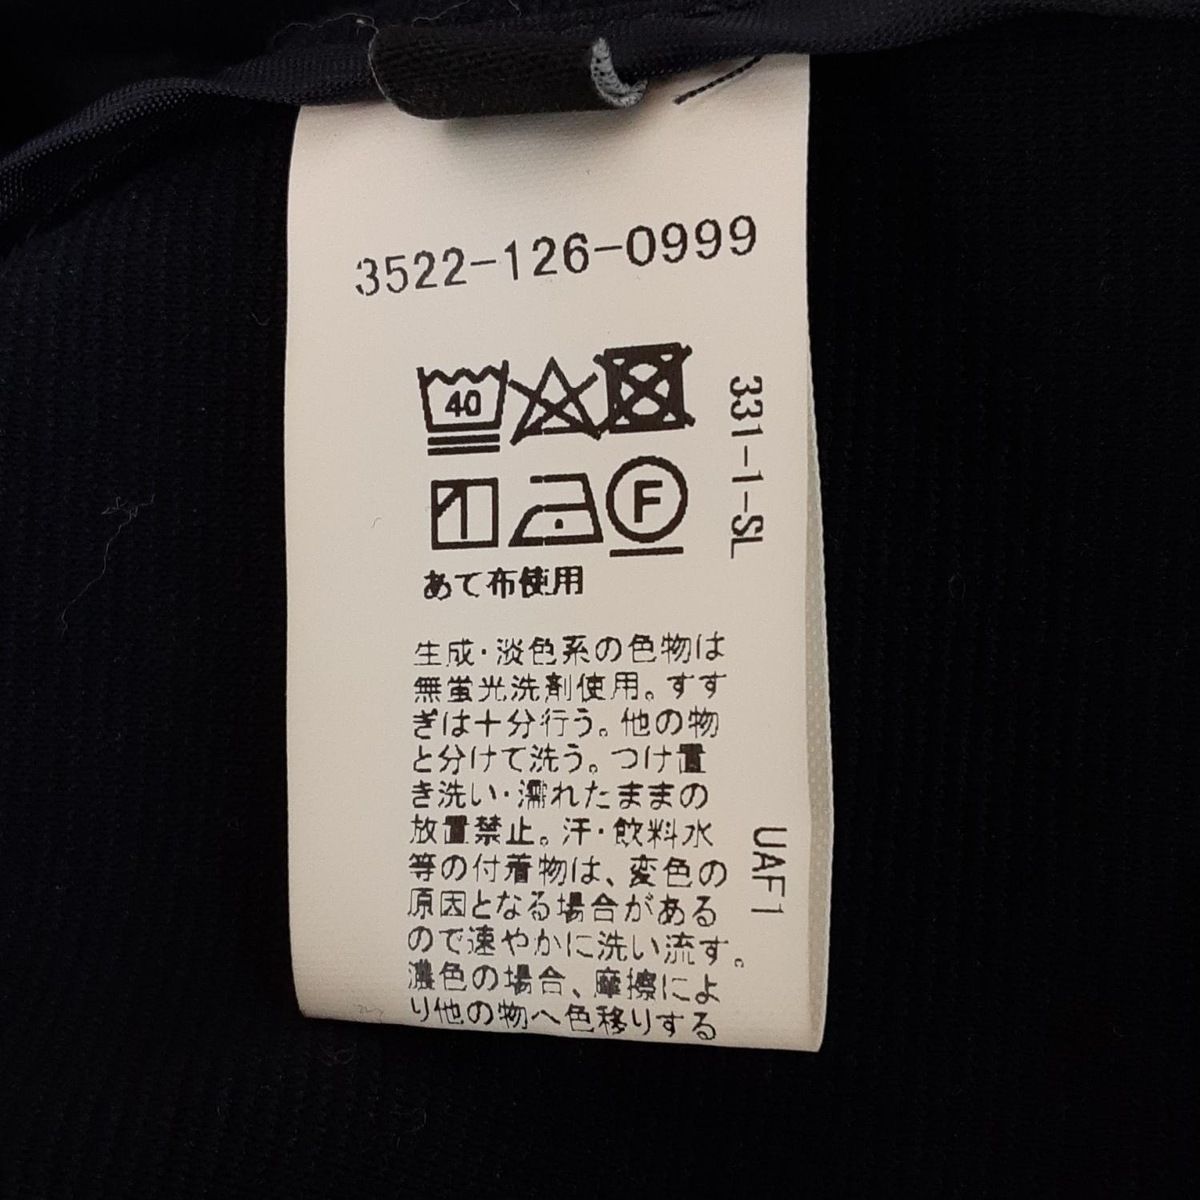 3522-126-0999
40
F
331-1-SL
あて布使用
生成・淡色系の色物は
無蛍光洗剤使用。すす
ぎは十分行う。他の物
と分けて洗う。つけ置
き洗い・濡れたままの
放置禁止。汗・飲料水
等の付着物は、変色の
原因となる場合がある
ので速やかに洗い流す。
濃色の場合、摩擦によ
り他の物へ色移りする
UAF1